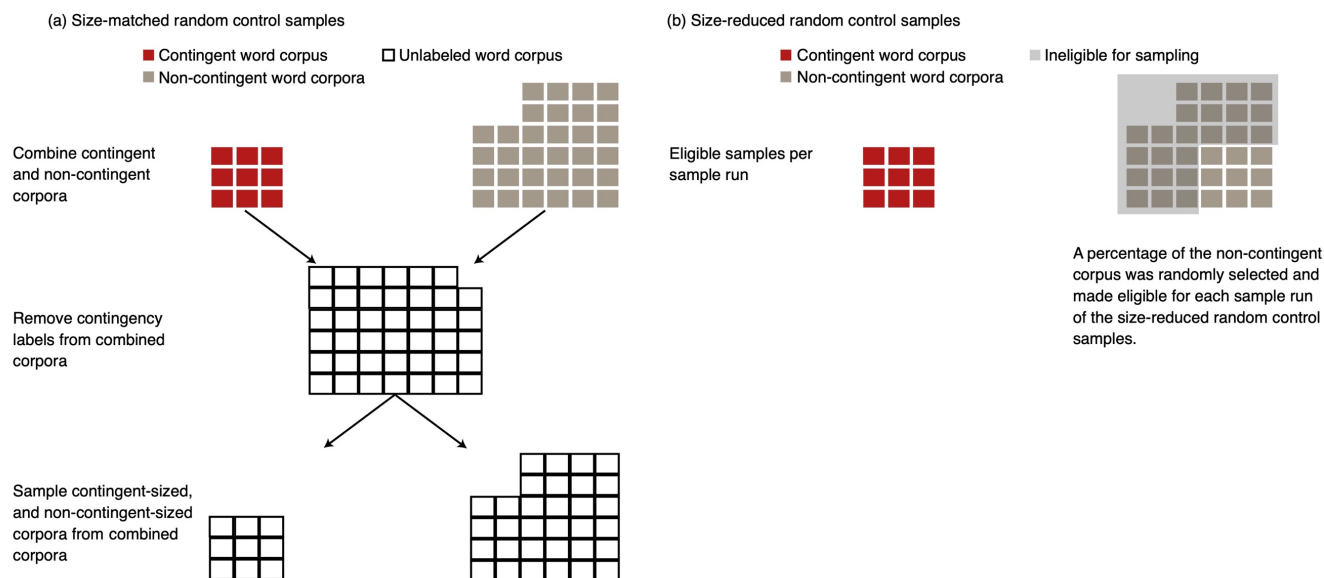 (a) Size-matched random control samples
Contingent word corpus
Unlabeled word corpus
Non-contingent word corpora
Combine contingent
and non-contingent
corpora
Remove contingency
labels from combined
corpora
Sample contingent-sized,
and non-contingent-sized
corpora from combined
corpora
(b) Size-reduced random control samples
Contingent word corpus
Ineligible for sampling
Non-contingent word corpora
Eligible samples per
sample run
A percentage of the non-contingent
corpus was randomly selected and
made eligible for each sample run
of the size-reduced random control
samples.